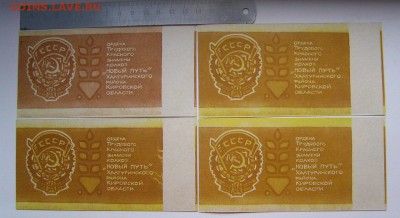 COINS.SAVE.RU
СССР
ордена
Трудового
Красного
знамени
колхоз
"Новый путь"
Халтуринского
района
Кировской
области
СССР
ордена
Трудового
Красного
знамени
колхоз
"Новый путь"
Халтуринского
района
Кировской
области
СССР
ордена
Трудового
Красного
знамени
колхоз
"Новый путь"
Халтуринского
района
Кировской
области
СССР
ордена
Трудового
Красного
знамени
колхоз
"Новый путь"
Халтуринского
района
Кировской
области